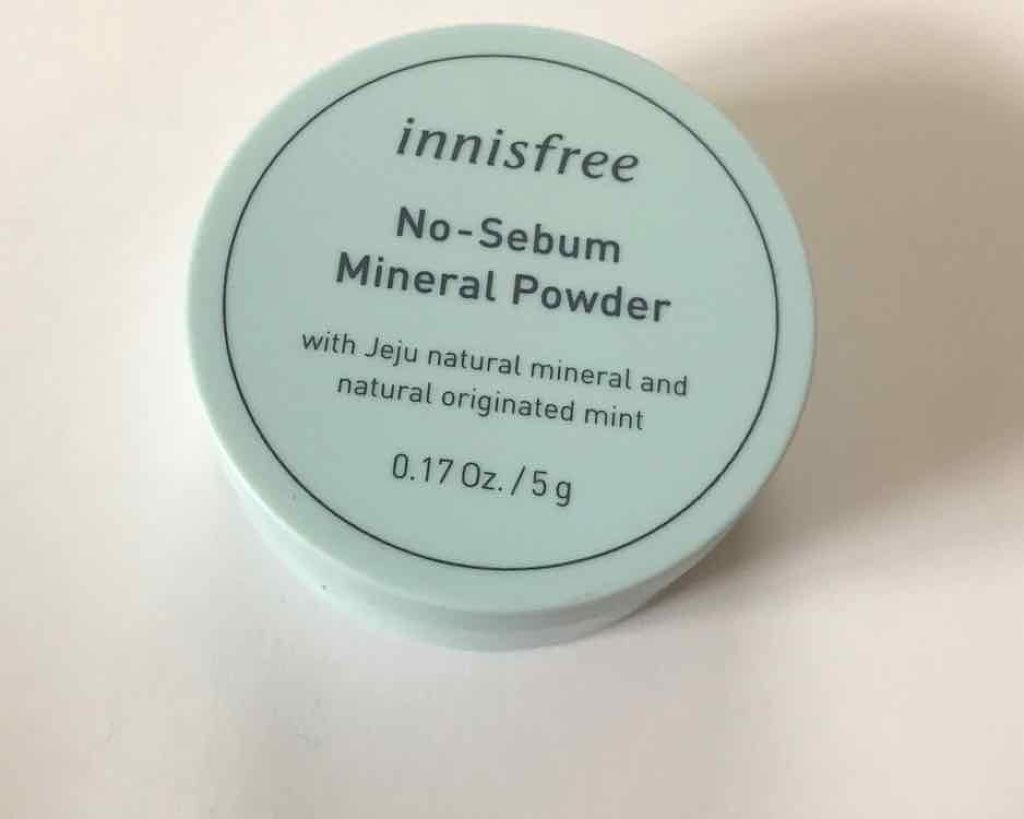 innisfree
No-Sebum
Mineral Powder
with Jeju natural mineral and
natural originated mint
0.17 Oz. / 5 g